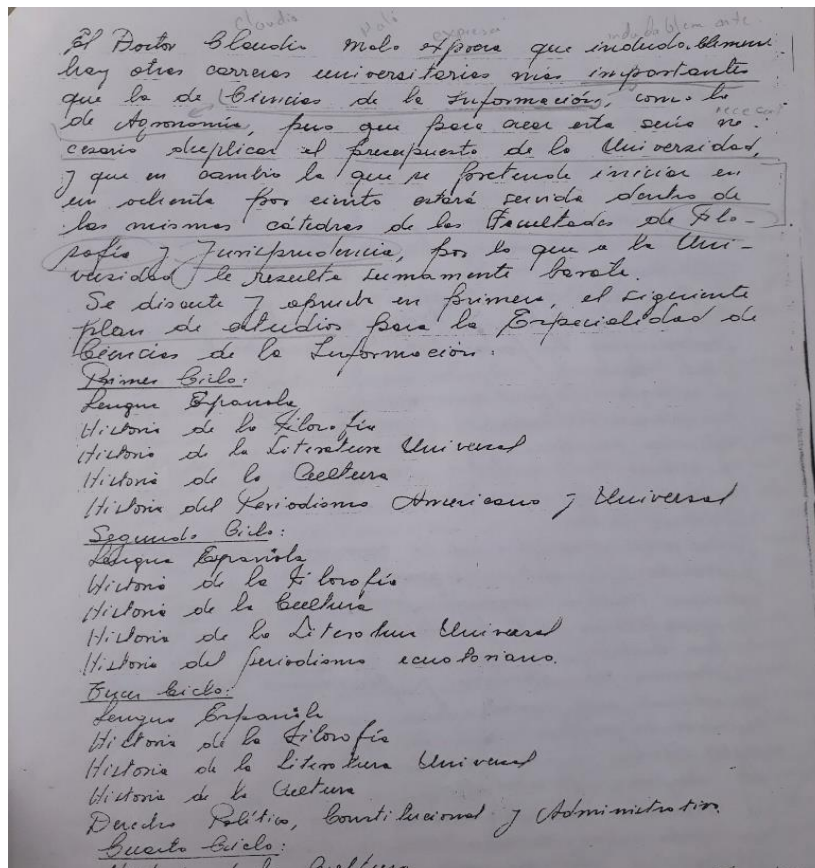 Claudio Malo expresa indudablemente
El Doctor Claudio Malo expresa que indudablemente
hay otras carreras universitarias mas importantes
que la de Ciencias de la Información, como la
de Agronomía, pero que para crear esta sería ne-
cesario duplicar el presupuesto de la Universidad,
y que en cambio la que se pretende iniciar en
un ochenta por ciento estará servida dentro de
las mismas cátedras de las Facultades de Filo-
sofía y Jurisprudencia, por lo que a la Uni-
versidad le resulta sumamente barata.
Se discute y aprueba en primera, el siguiente
plan de estudios para la Especialidad de
Ciencias de la Información:
Primer Ciclo:
Lengua Española
Historia de la Filosofía
Historia de la Literatura Universal
Historia de la Cultura
Historia del Periodismo Americano y Universal
Segundo Ciclo:
Lengua Española
Historia de la Filosofía
Historia de la Cultura
Historia de la Literatura Universal
Historia del periodismo ecuatoriano.
Tercer Ciclo:
Lengua Española
Historia de la Filosofía
Historia de la Literatura Universal
Historia de la Cultura
Derecho Político, Constitucional y Administrativo.
Cuarto Ciclo: